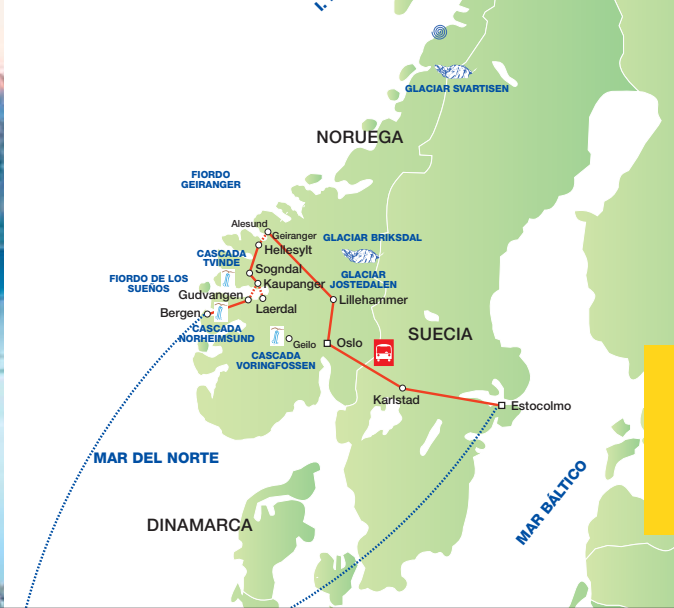 I.
GLACIAR SVARTISEN
NORUEGA
FIORDO
GEIRANGER
Alesund
Geiranger
GLACIAR BRIKSDAL
Hellesylt
CASCADA
TVINDE
Sogndal
GLACIAR
JOSTEDALEN
FIORDO DE LOS
SUEÑOS
Kaupanger
Gudvangen
Laerdal
Lillehammer
Bergen
CASCADA
NORHEIMSUND
Geilo
Oslo
SUECIA
CASCADA
VORINGFOSSEN
Karlstad
Estocolmo
MAR DEL NORTE
MAR BÁLTICO
DINAMARCA